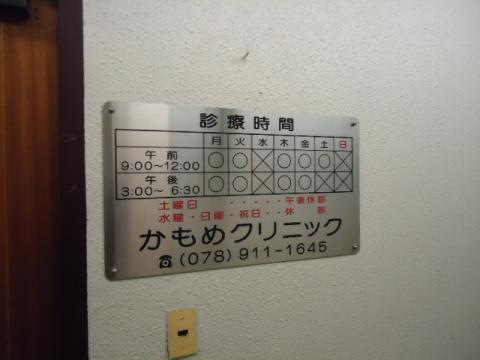 診療時間
月 火 水 木 金 土 日
午前 9:00～12:00 ○ ○ × ○ ○ ○ ×
午後 3:00～6:30 ○ ○ × ○ ○ × ×
土曜日・・・・・午後休診
水曜・日曜・祝日・・休診
かもめクリニック
☎(078)911-1645